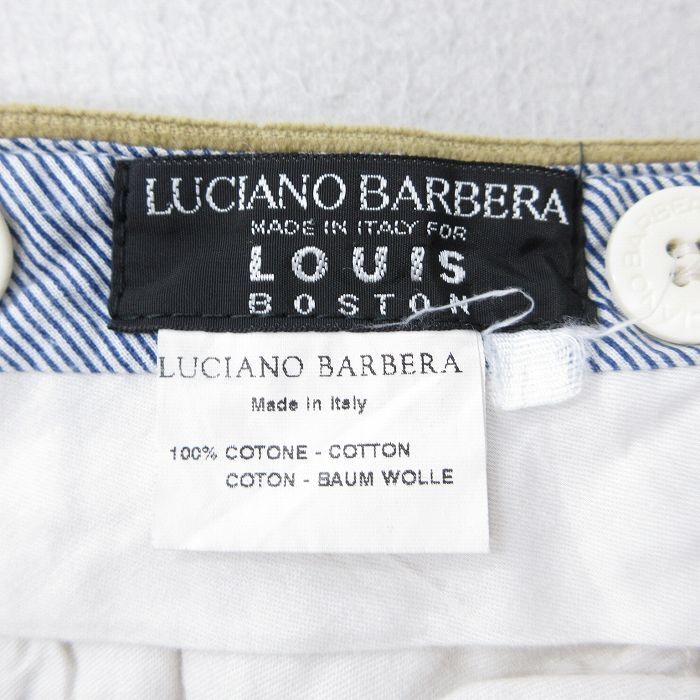 LUCIANO BARBERA
MADE IN ITALY FOR
LOUIS
BOSTON
LUCIANO BARBERA
Made in Italy
100% COTONE - COTTON
COTON - BAUM WOLLE
BARBER